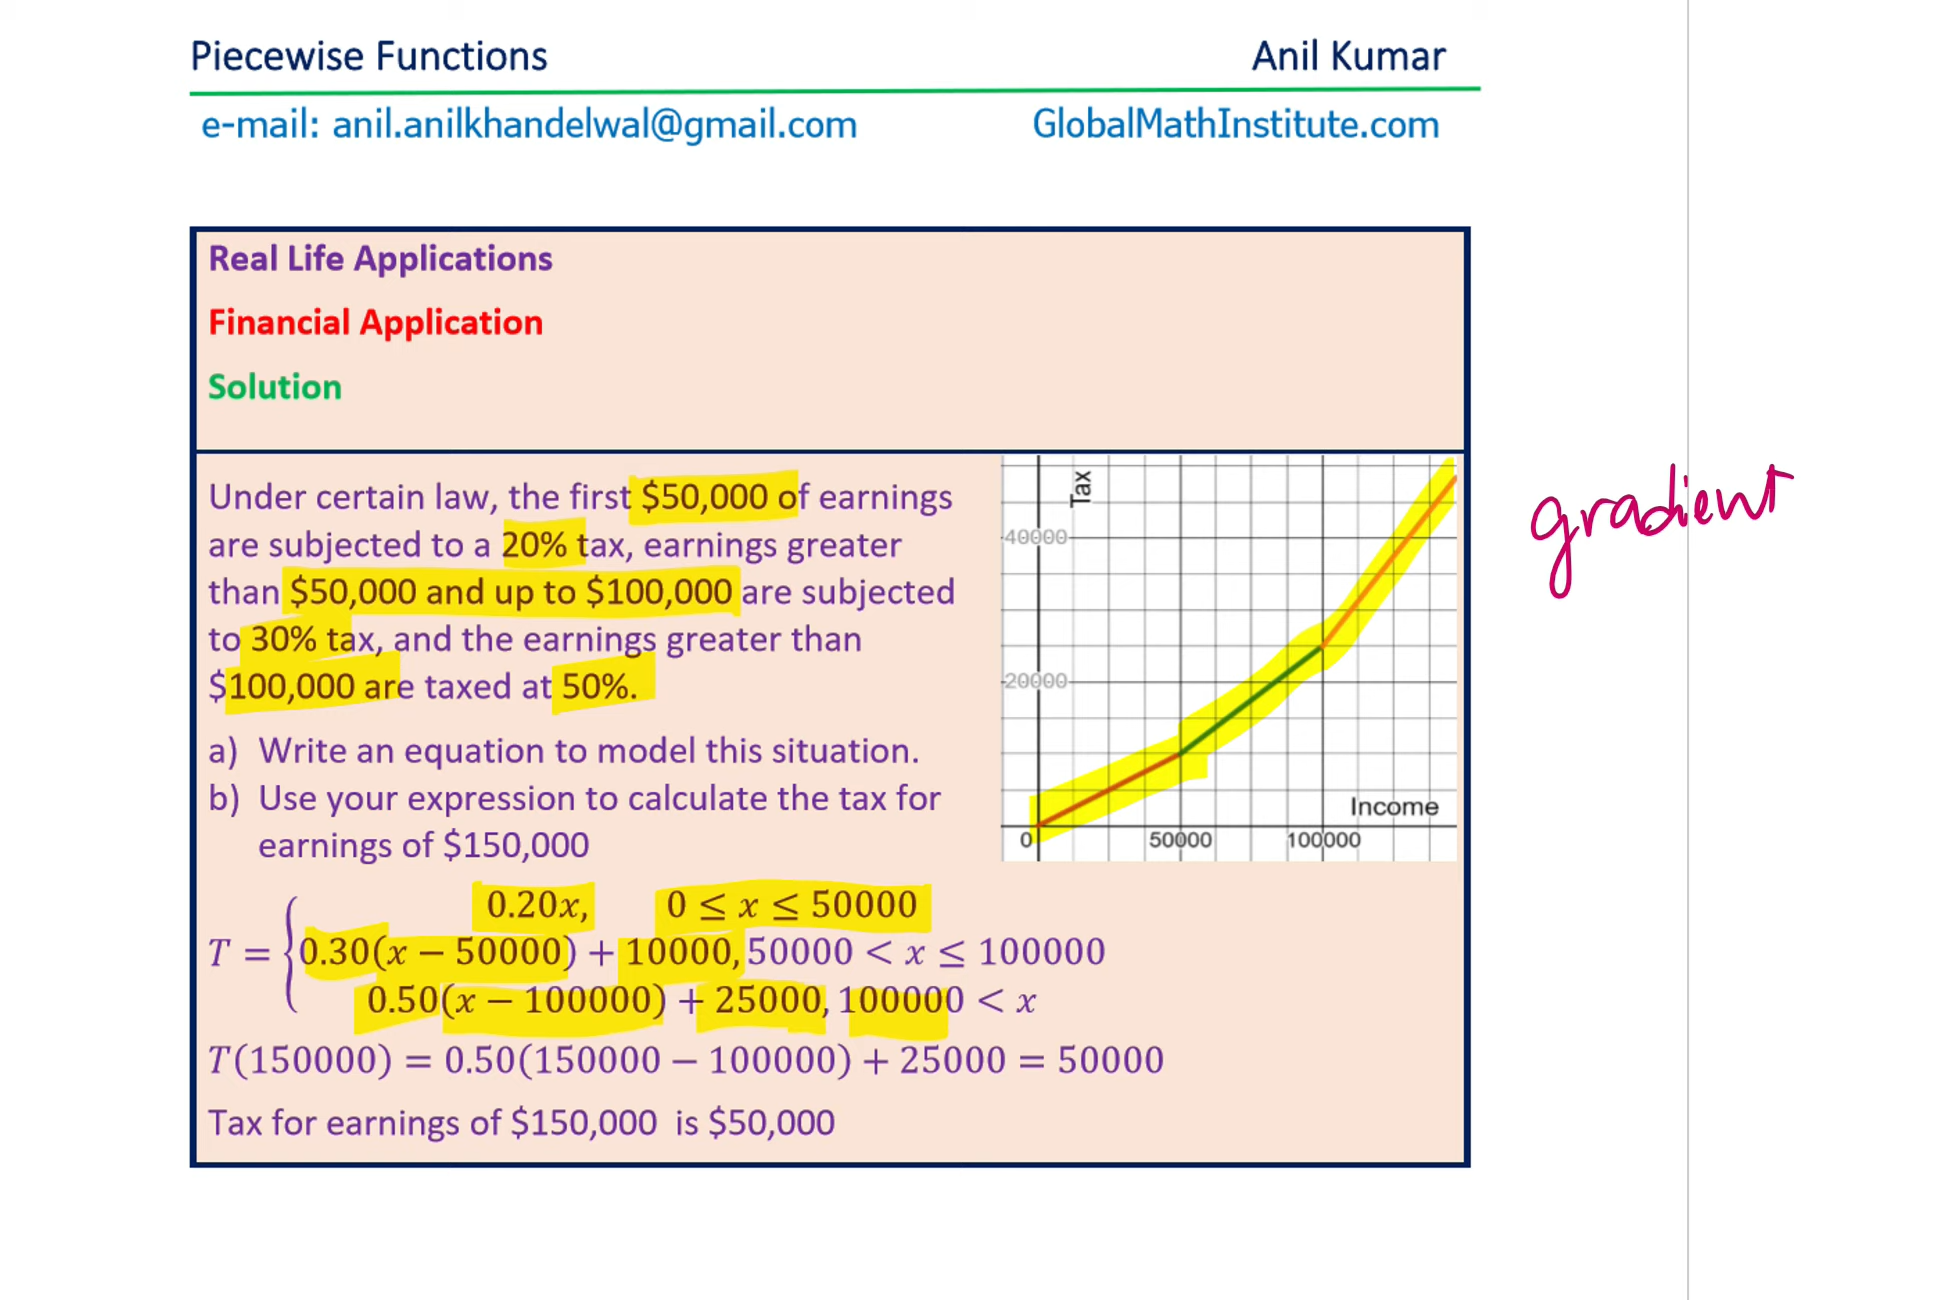 Piecewise Functions Anil Kumar
e-mail: anil.anilkhandelwal@gmail.com GlobalMathInstitute.com
Real Life Applications
Financial Application
Solution
Under certain law, the first $50,000 of earnings
are subjected to a 20% tax, earnings greater
than $50,000 and up to $100,000 are subjected
to 30% tax, and the earnings greater than
$100,000 are taxed at 50%.
a) Write an equation to model this situation.
b) Use your expression to calculate the tax for
earnings of $150,000
Tax
40000
20000
Income
0 50000 100000
gradient
0.20x, 0 ≤ x ≤ 50000
T = { 0.30(x − 50000) + 10000, 50000 < x ≤ 100000
0.50(x − 100000) + 25000, 100000 < x
T(150000) = 0.50(150000 − 100000) + 25000 = 50000
Tax for earnings of $150,000 is $50,000